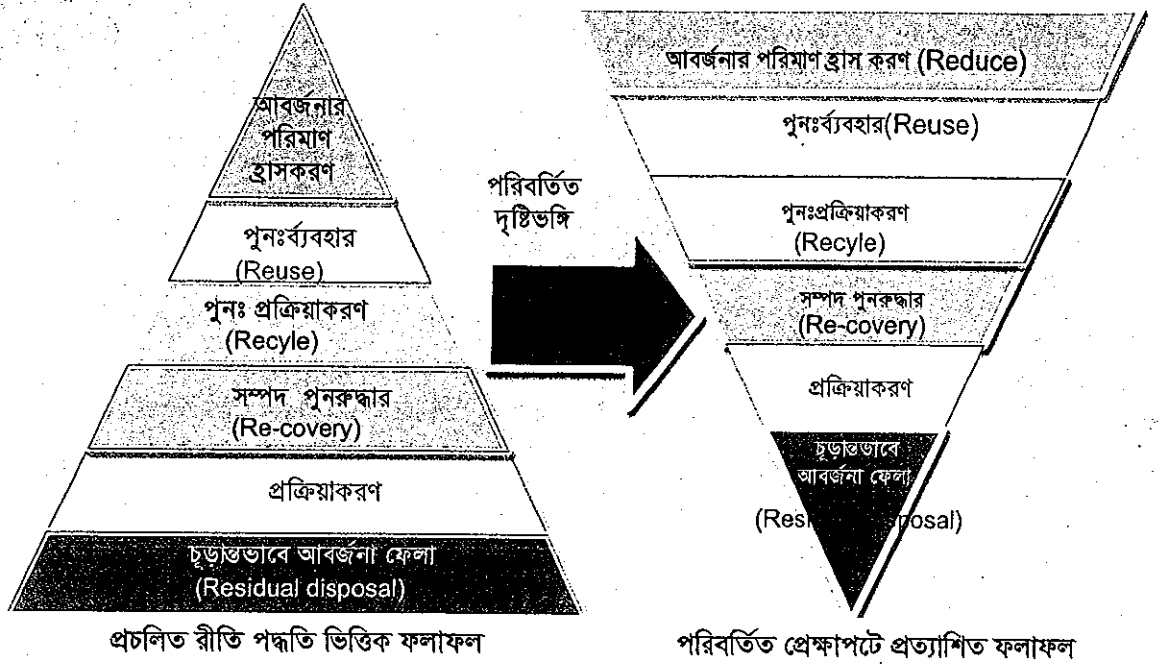 আবর্জনার
পরিমাণ
হ্রাসকরণ
পুনঃর্ব্যবহার
(Reuse)
পুনঃ প্রক্রিয়াকরণ
(Recyle)
সম্পদ পুনরুদ্ধার
(Re-covery)
প্রক্রিয়াকরণ
চূড়ান্তভাবে আবর্জনা ফেলা
(Residual disposal)
প্রচলিত রীতি পদ্ধতি ভিত্তিক ফলাফল
পরিবর্তিত
দৃষ্টিভঙ্গি
আবর্জনার পরিমাণ হ্রাস করণ (Reduce)
পুনঃর্ব্যবহার(Reuse)
পুনঃপ্রক্রিয়াকরণ
(Recyle)
সম্পদ পুনরুদ্ধার
(Re-covery)
প্রক্রিয়াকরণ
চূড়ান্তভাবে
আবর্জনা ফেলা
(Residual disposal)
পরিবর্তিত প্রেক্ষাপটে প্রত্যাশিত ফলাফল